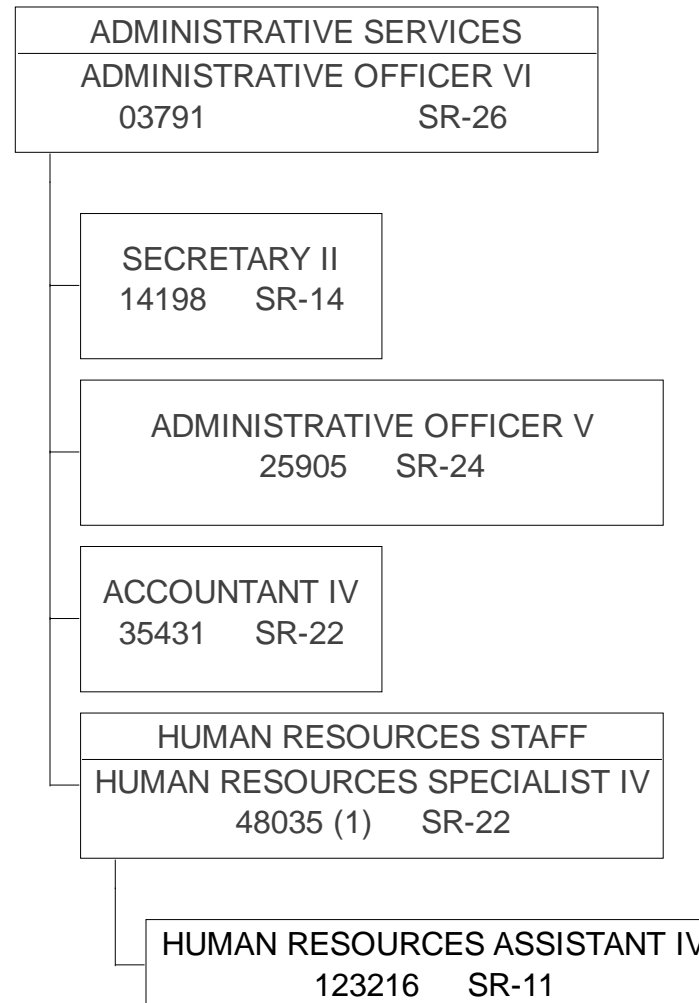 ADMINISTRATIVE SERVICES
ADMINISTRATIVE OFFICER VI
03791 SR-26
SECRETARY II
14198 SR-14
ADMINISTRATIVE OFFICER V
25905 SR-24
ACCOUNTANT IV
35431 SR-22
HUMAN RESOURCES STAFF
HUMAN RESOURCES SPECIALIST IV
48035 (1) SR-22
HUMAN RESOURCES ASSISTANT IV
123216 SR-11